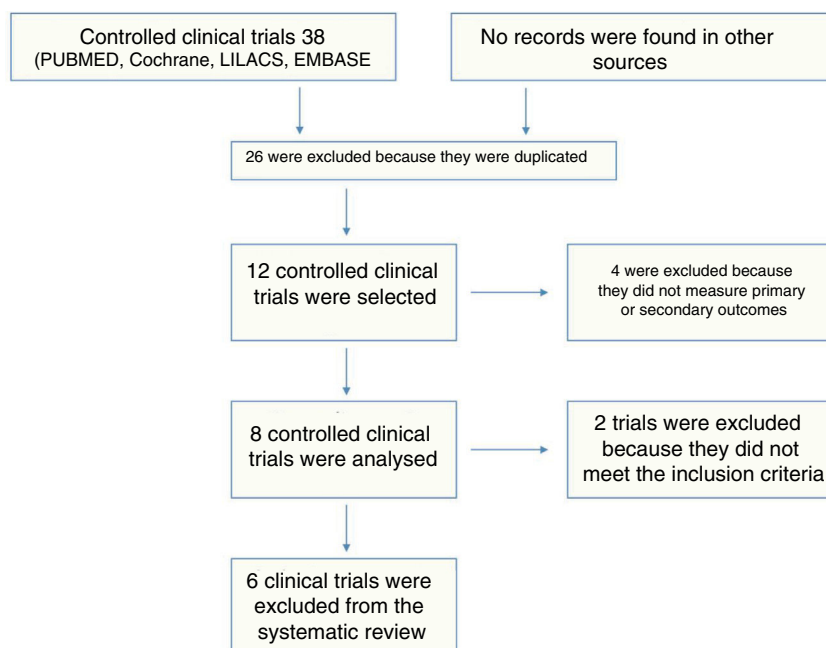 Controlled clinical trials 38
(PUBMED, Cochrane, LILACS, EMBASE
No records were found in other
sources
26 were excluded because they were duplicated
12 controlled clinical
trials were selected
4 were excluded because
they did not measure primary
or secondary outcomes
8 controlled clinical
trials were analysed
2 trials were excluded
because they did not
meet the inclusion criteria
6 clinical trials were
excluded from the
systematic review